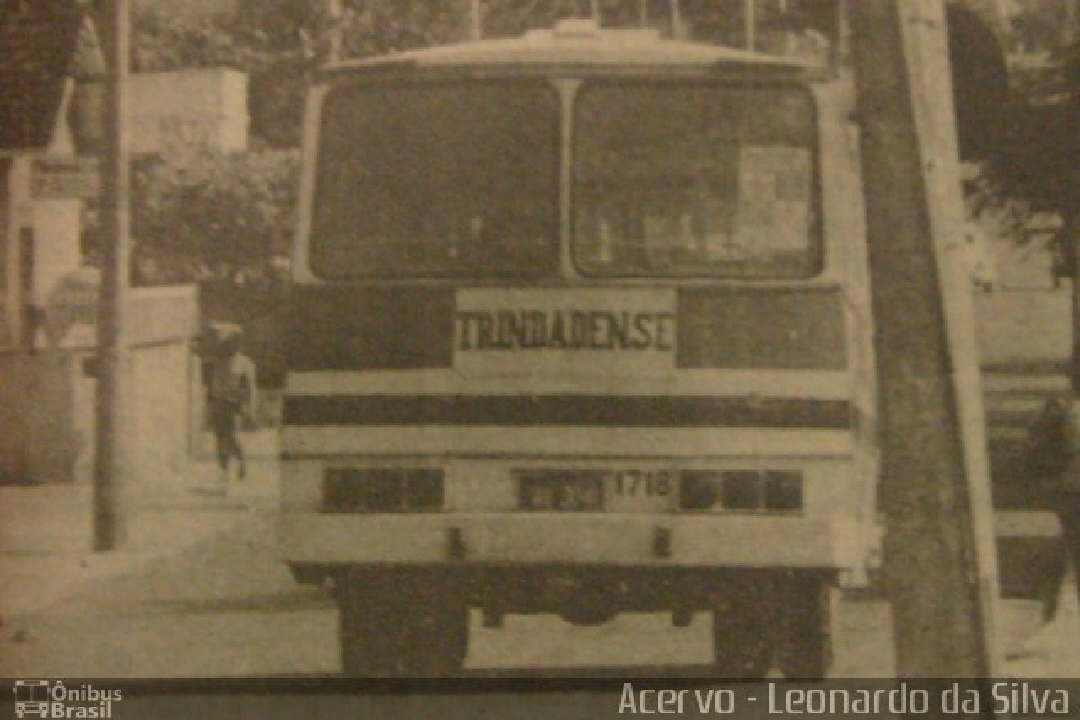 TRINDADENSE
1718
Ônibus
Brasil
Acervo - Leonardo da Silva